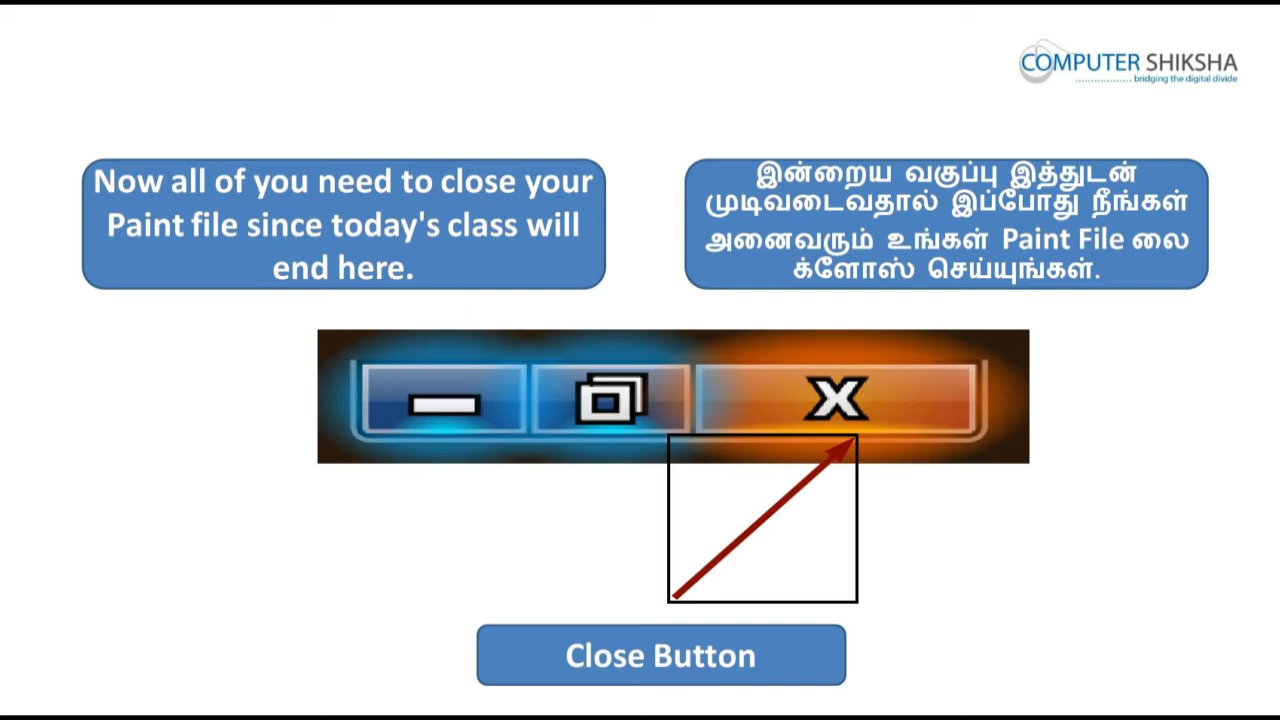 COMPUTER SHIKSHA
bridging the digital divide
Now all of you need to close your
Paint file since today's class will
end here.
இன்றைய வகுப்பு இத்துடன்
முடிவடைவதால் இப்போது நீங்கள்
அனைவரும் உங்கள் Paint File லை
க்ளோஸ் செய்யுங்கள்.
Close Button